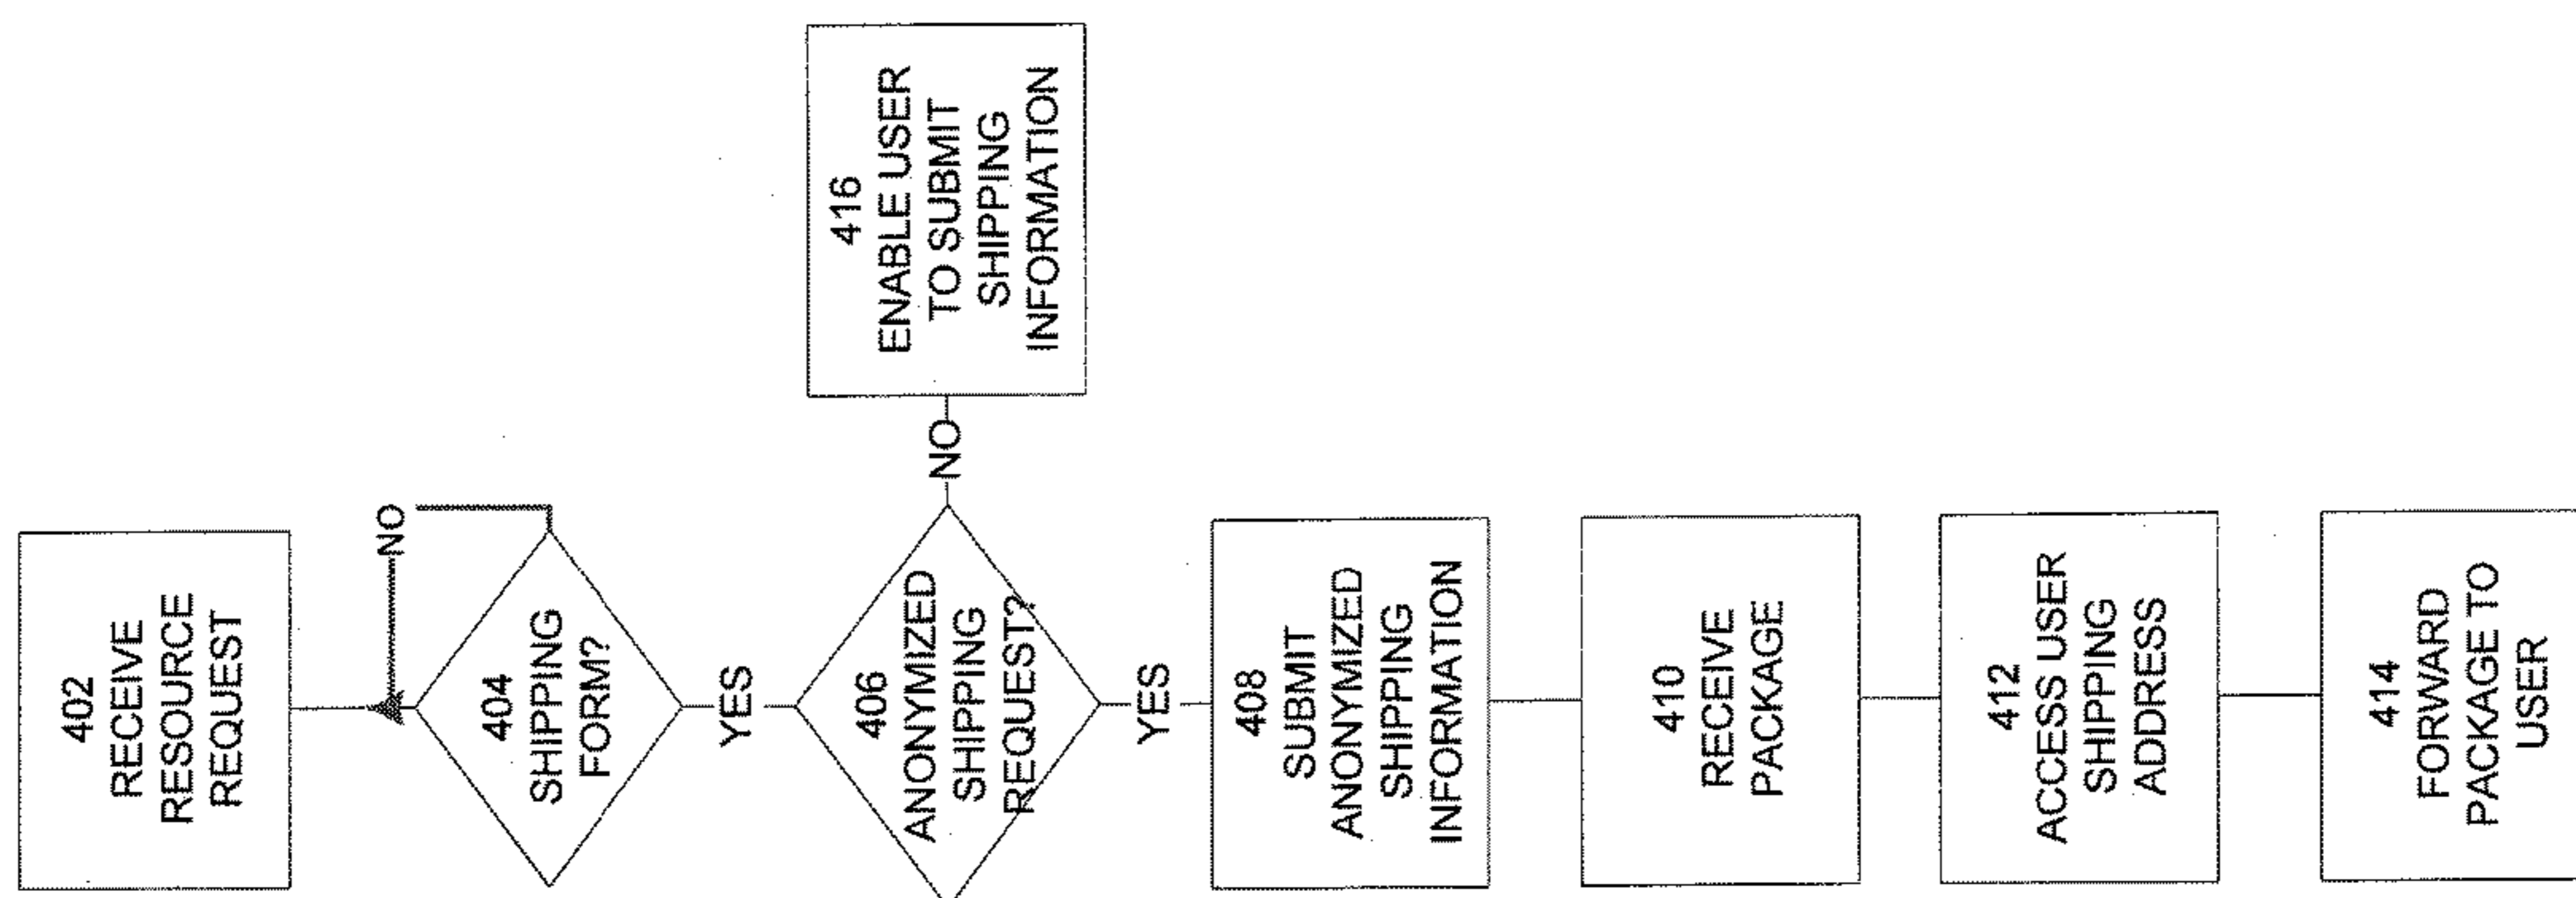 402
RECEIVE
RESOURCE
REQUEST
NO
404
SHIPPING
FORM?
YES
406
ANONYMIZED
SHIPPING
REQUEST?
NO
416
ENABLE USER
TO SUBMIT
SHIPPING
INFORMATION
YES
408
SUBMIT
ANONYMIZED
SHIPPING
INFORMATION
410
RECEIVE
PACKAGE
412
ACCESS USER
SHIPPING
ADDRESS
414
FORWARD
PACKAGE TO
USER